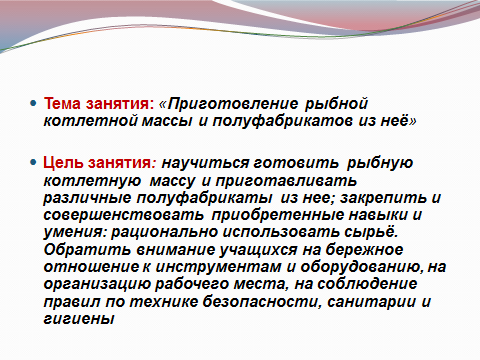 Тема занятия: «Приготовление рыбной
котлетной массы и полуфабрикатов из неё»
Цель занятия: научиться готовить рыбную
котлетную массу и приготавливать
различные полуфабрикаты из нее; закрепить и
совершенствовать приобретенные навыки и
умения: рационально использовать сырьё.
Обратить внимание учащихся на бережное
отношение к инструментам и оборудованию, на
организацию рабочего места, на соблюдение
правил по технике безопасности, санитарии и
гигиены